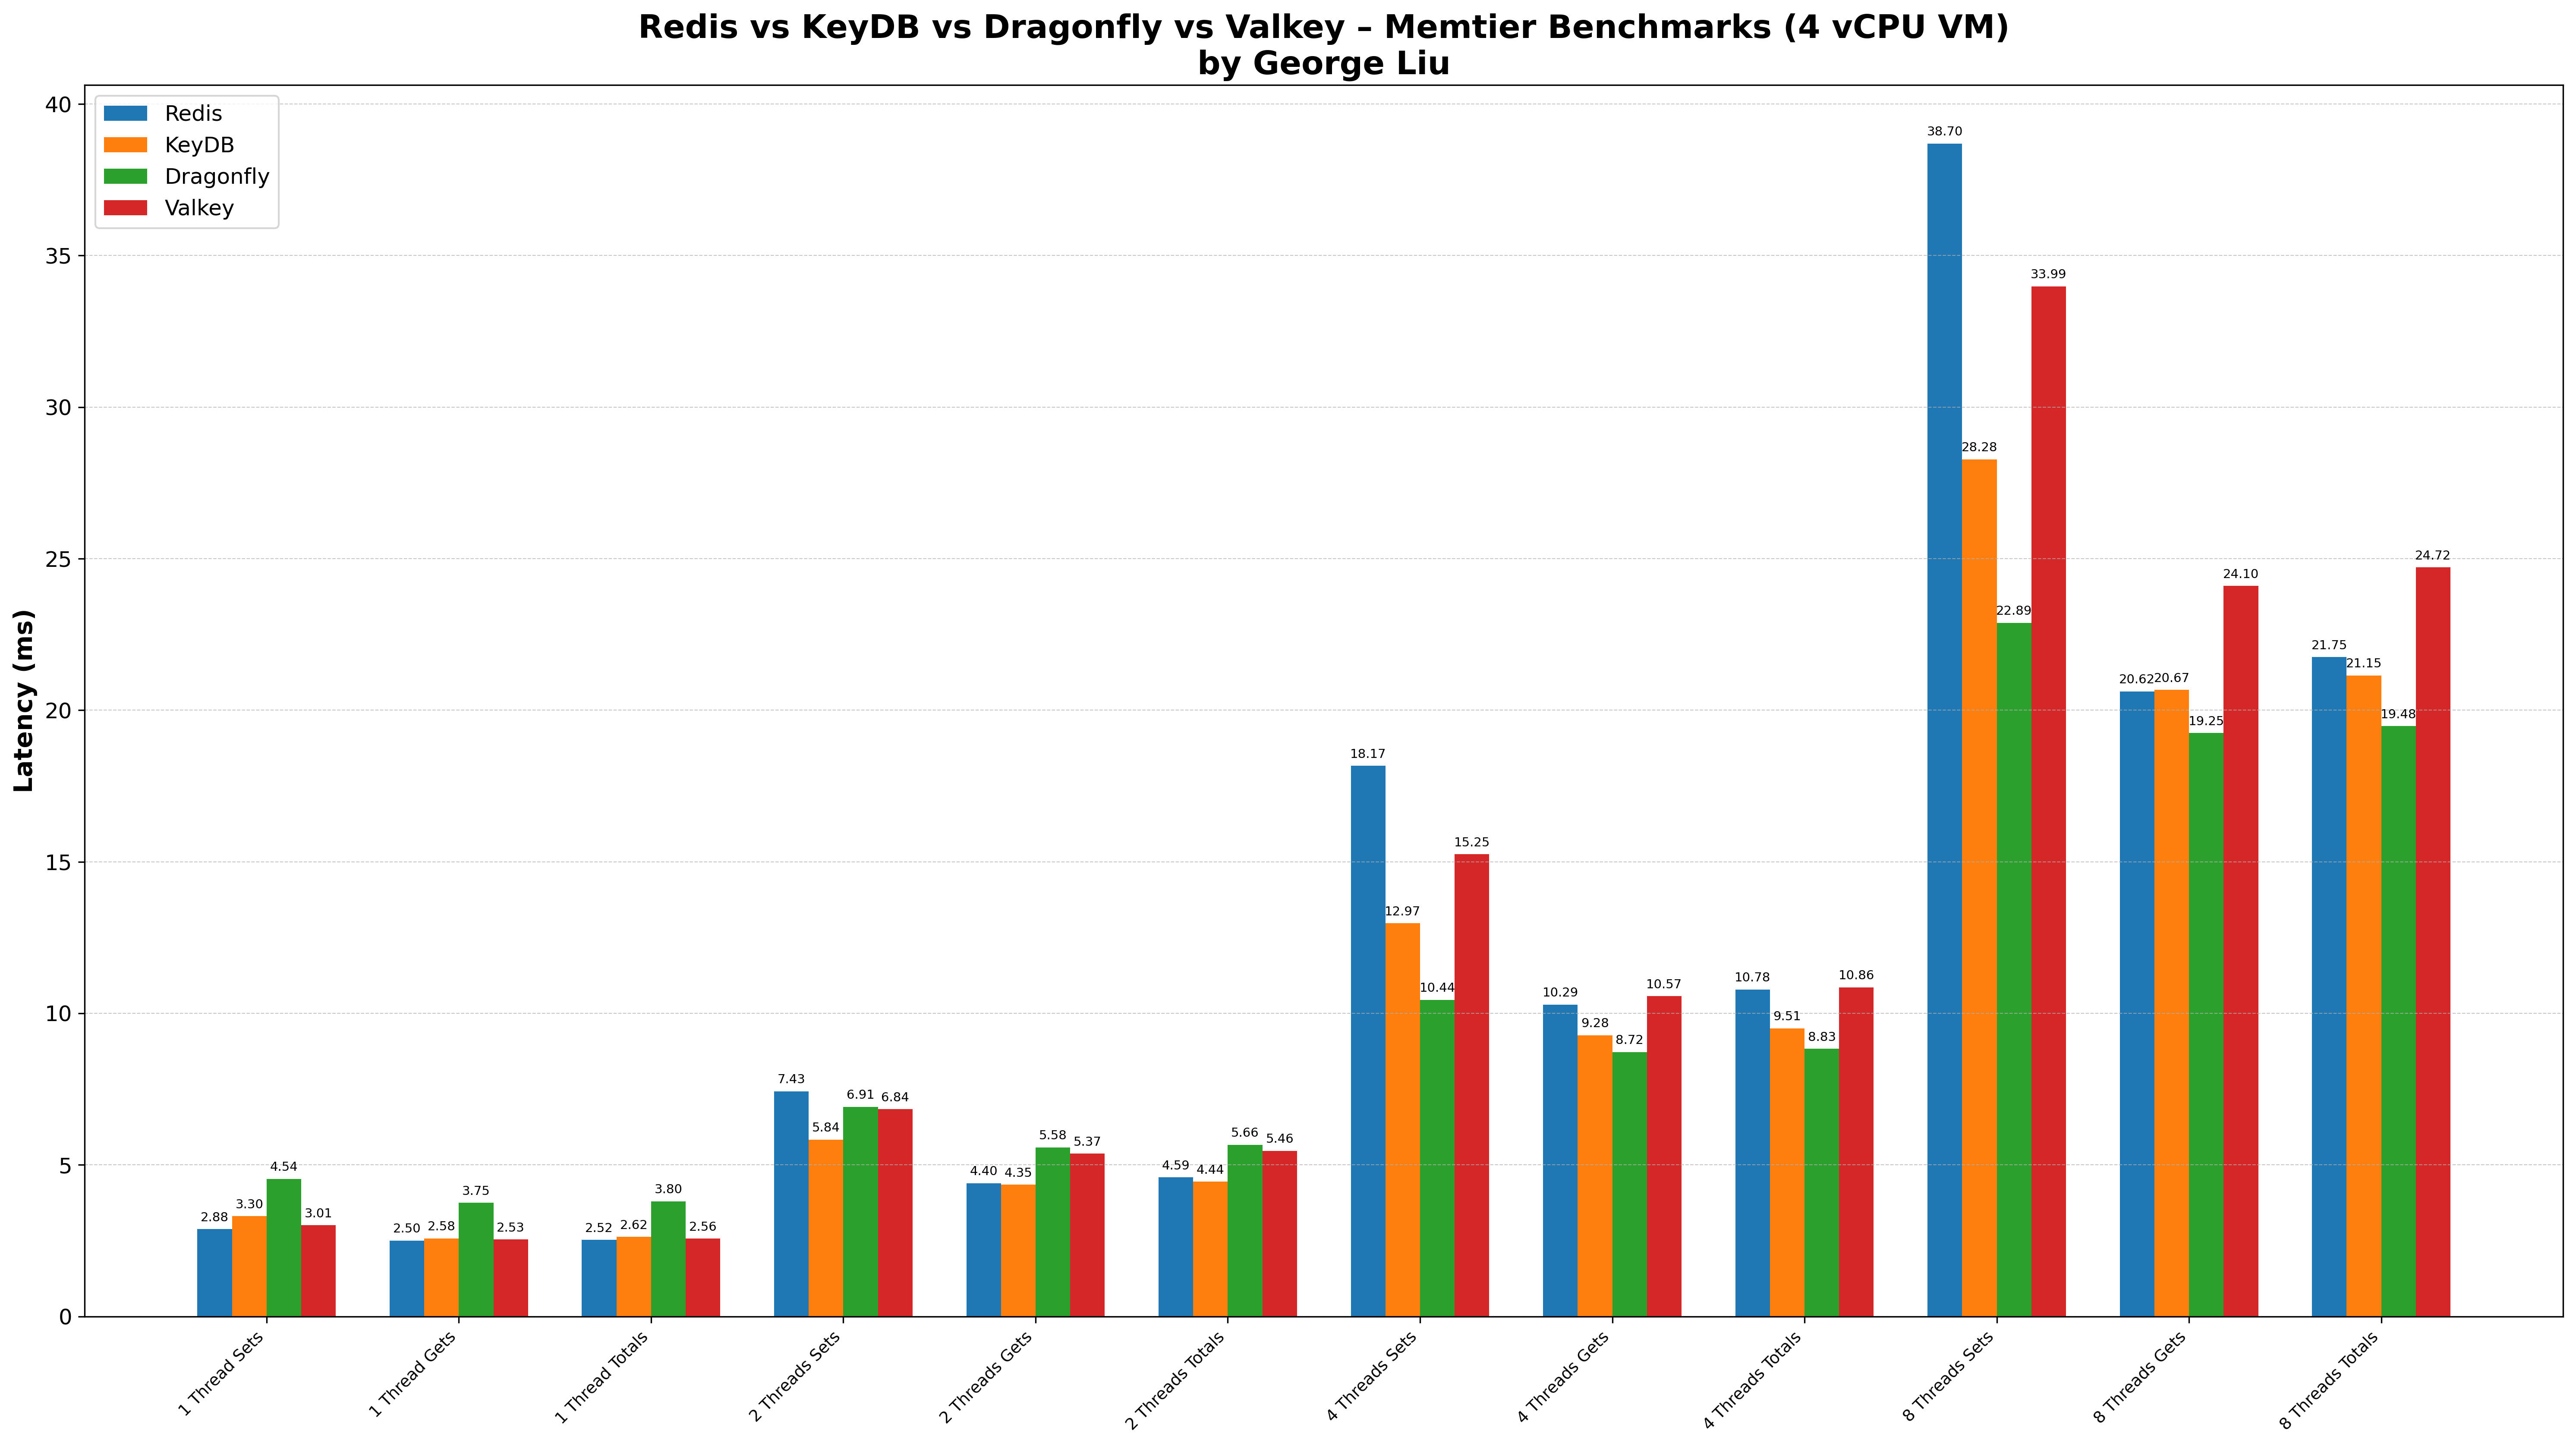 Redis vs KeyDB vs Dragonfly vs Valkey – Memtier Benchmarks (4 vCPU VM)
by George Liu
Redis
KeyDB
Dragonfly
Valkey
Latency (ms)
40
35
30
25
20
15
10
5
0
2.88 3.30 4.54 3.01
2.50 2.58 3.75 2.53
2.52 2.62 3.80 2.56
7.43 5.84 6.91 6.84
4.40 4.35 5.58 5.37
4.59 4.44 5.66 5.46
18.17 12.97 10.44 15.25
10.29 9.28 8.72 10.57
10.78 9.51 8.83 10.86
38.70 28.28 22.89 33.99
20.62 20.67 19.25 24.10
21.75 21.15 19.48 24.72
1 Thread Sets
1 Thread Gets
1 Thread Totals
2 Threads Sets
2 Threads Gets
2 Threads Totals
4 Threads Sets
4 Threads Gets
4 Threads Totals
8 Threads Sets
8 Threads Gets
8 Threads Totals